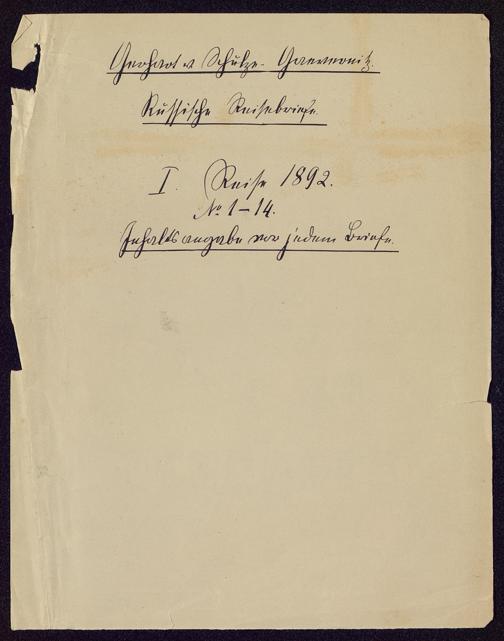 Gerhart v Schulze-Gaevernitz.
Russische Reisebriefe.
I. Reise 1892.
No 1-14.
Inhaltsangabe vor jedem Briefe.